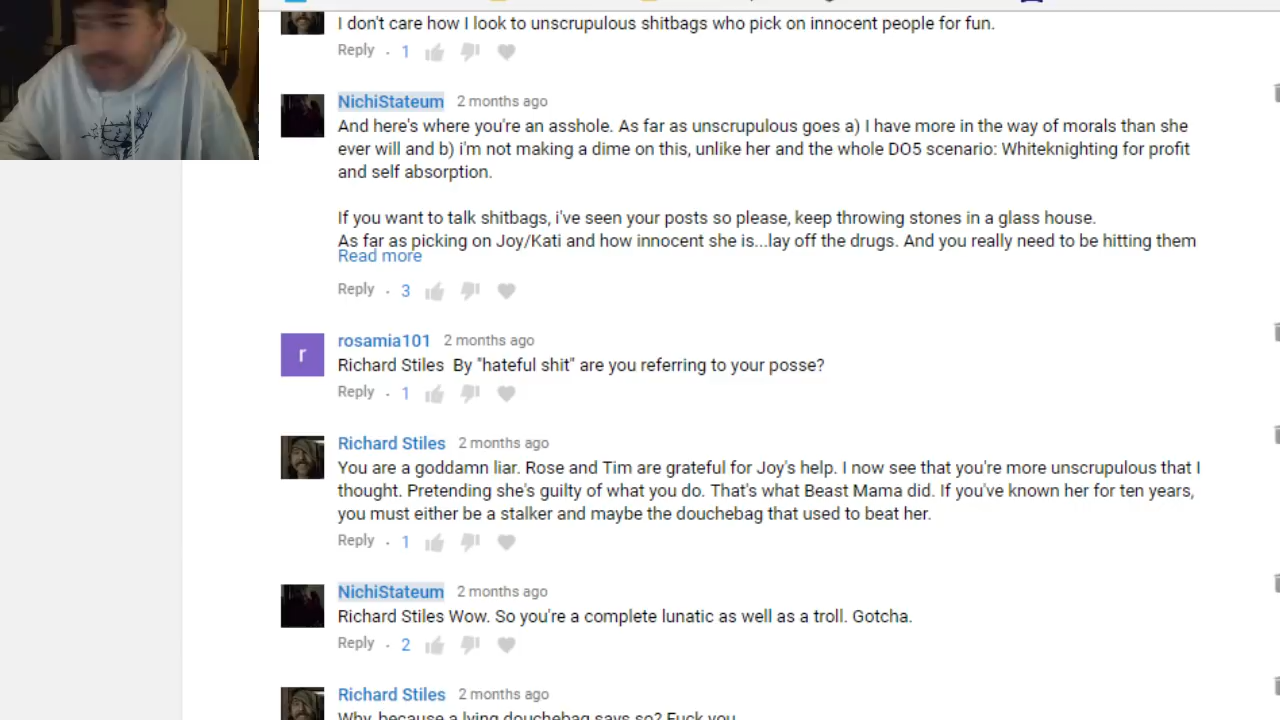 I don't care how I look to unscrupulous shitbags who pick on innocent people for fun.
Reply · 1
NichiStateum 2 months ago
And here's where you're an asshole. As far as unscrupulous goes a) I have more in the way of morals than she
ever will and b) i'm not making a dime on this, unlike her and the whole DO5 scenario: Whiteknighting for profit
and self absorption.
If you want to talk shitbags, i've seen your posts so please, keep throwing stones in a glass house.
As far as picking on Joy/Kati and how innocent she is...lay off the drugs. And you really need to be hitting them
Read more
Reply · 3
r
rosamia101 2 months ago
Richard Stiles By "hateful shit" are you referring to your posse?
Reply · 1
Richard Stiles 2 months ago
You are a goddamn liar. Rose and Tim are grateful for Joy's help. I now see that you're more unscrupulous that I
thought. Pretending she's guilty of what you do. That's what Beast Mama did. If you've known her for ten years,
you must either be a stalker and maybe the douchebag that used to beat her.
Reply · 1
NichiStateum 2 months ago
Richard Stiles Wow. So you're a complete lunatic as well as a troll. Gotcha.
Reply · 2
Richard Stiles 2 months ago
Why, because a lying douchebag says so? Fuck you.